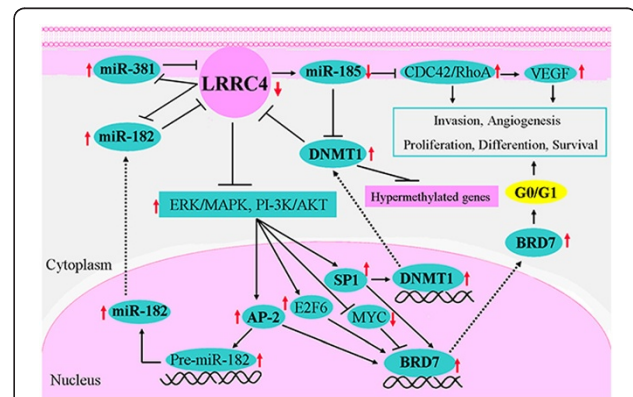 miR-381
LRRC4
miR-185
CDC42/RhoA
VEGF
miR-182
DNMT1
Invasion, Angiogenesis
Proliferation, Differention, Survival
ERK/MAPK, PI-3K/AKT
Hypermethylated genes
G0/G1
BRD7
Cytoplasm
SP1
DNMT1
miR-182
AP-2
E2F6
MYC
Pre-miR-182
BRD7
Nucleus